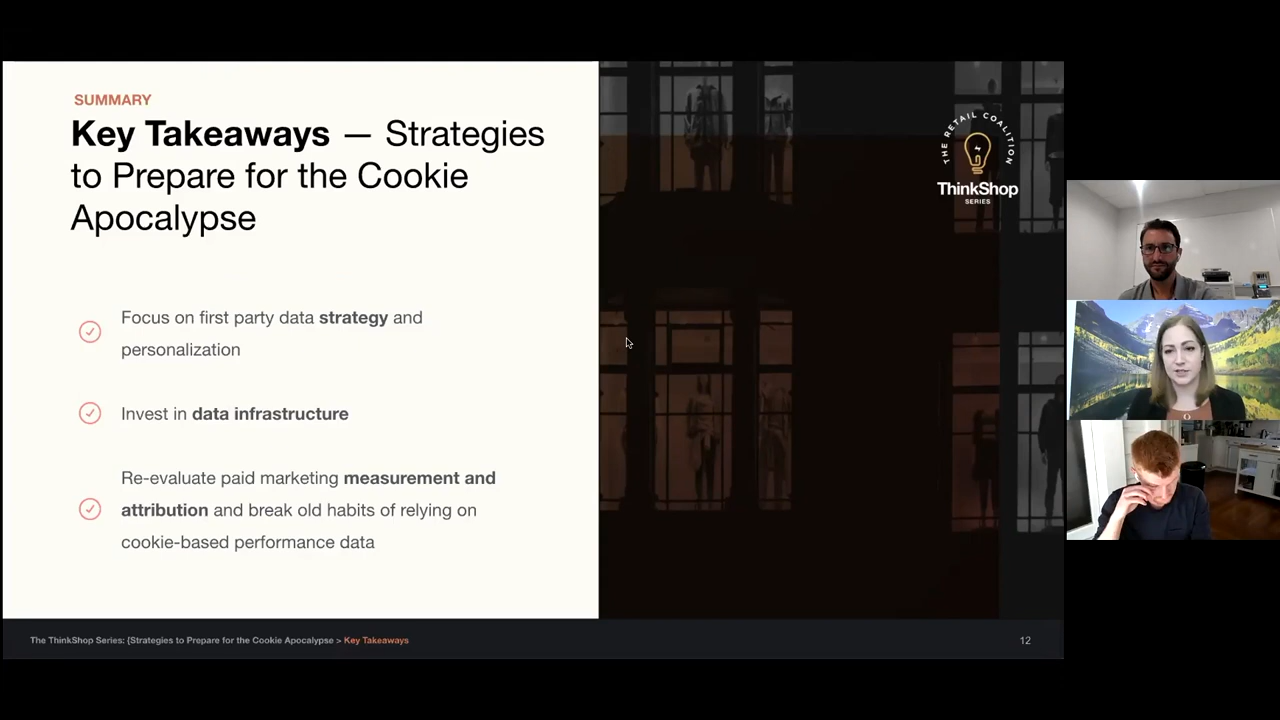 SUMMARY
Key Takeaways — Strategies
to Prepare for the Cookie
Apocalypse
Focus on first party data strategy and
personalization
Invest in data infrastructure
Re-evaluate paid marketing measurement and
attribution and break old habits of relying on
cookie-based performance data
THE RETAIL COALITION
ThinkShop
SERIES
WiFi
The ThinkShop Series: {Strategies to Prepare for the Cookie Apocalypse > Key Takeaways
12